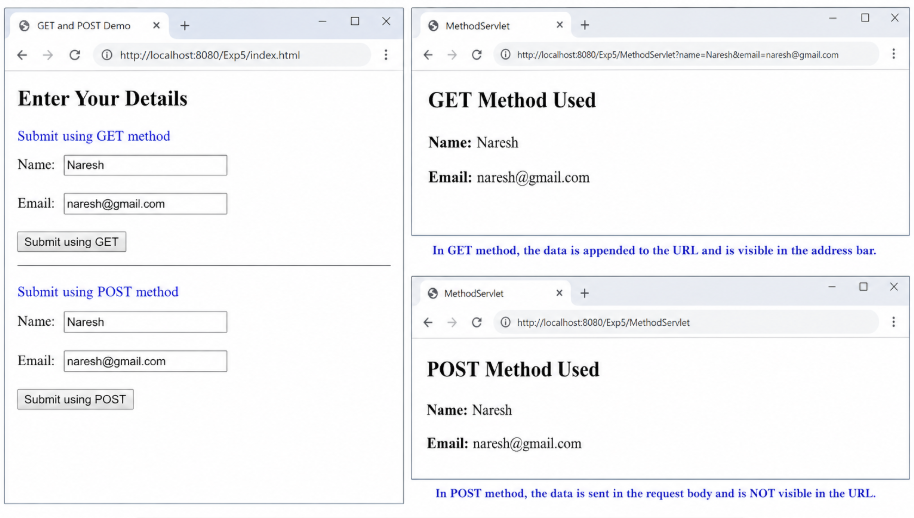 GET and POST Demo
http://localhost:8080/Exp5/index.html
Enter Your Details
Submit using GET method
Name: Naresh
Email: naresh@gmail.com
Submit using GET
Submit using POST method
Name: Naresh
Email: naresh@gmail.com
Submit using POST
MethodServlet
http://localhost:8080/Exp5/MethodServlet?name=Naresh&email=naresh@gmail.com
GET Method Used
Name: Naresh
Email: naresh@gmail.com
In GET method, the data is appended to the URL and is visible in the address bar.
MethodServlet
http://localhost:8080/Exp5/MethodServlet
POST Method Used
Name: Naresh
Email: naresh@gmail.com
In POST method, the data is sent in the request body and is NOT visible in the URL.